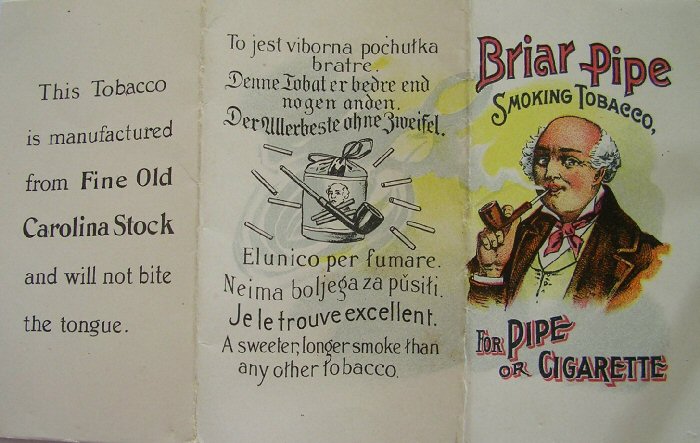 This Tobacco
is manufactured
from Fine Old
Carolina Stock
and will not bite
the tongue.
To jest viborna pochutka
bratre.
Denne Tobat er bedre end
nogen anden.
Der Allerbeste ohne Zweifel.
El unico per fumare.
Neima boljega za pŭsiti.
Je le trouve excellent.
A sweeter, longer smoke than
any other tobacco.
Briar Pipe
SMOKING TOBACCO,
FOR PIPE
OR CIGARETTE